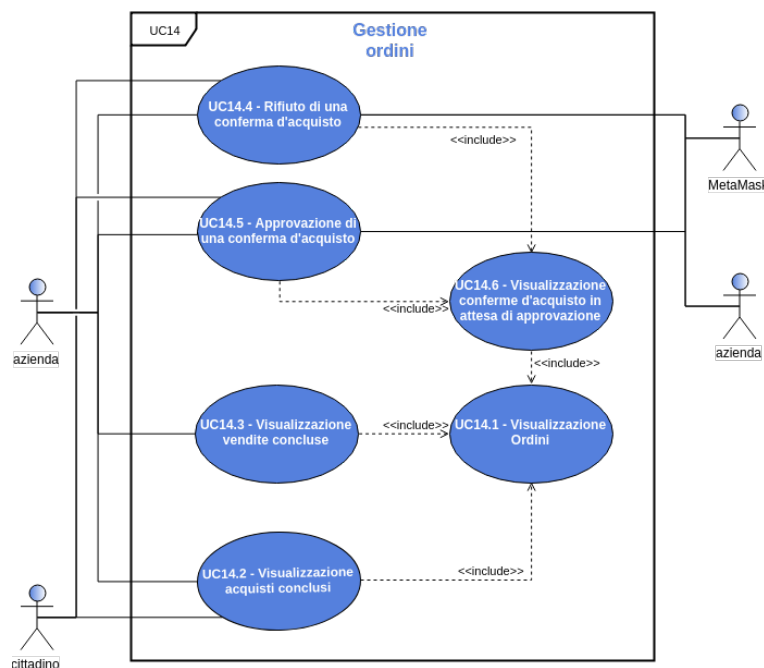 UC14
Gestione
ordini
UC14.4 - Rifiuto di una
conferma d'acquisto
<<include>>
MetaMask
UC14.5 - Approvazione di
una conferma d'acquisto
UC14.6 - Visualizzazione
conferme d'acquisto in
attesa di approvazione
<<include>>
azienda
azienda
<<include>>
UC14.3 - Visualizzazione
vendite concluse
<<include>>
UC14.1 - Visualizzazione
Ordini
UC14.2 - Visualizzazione
acquisti conclusi
<<include>>
cittadino